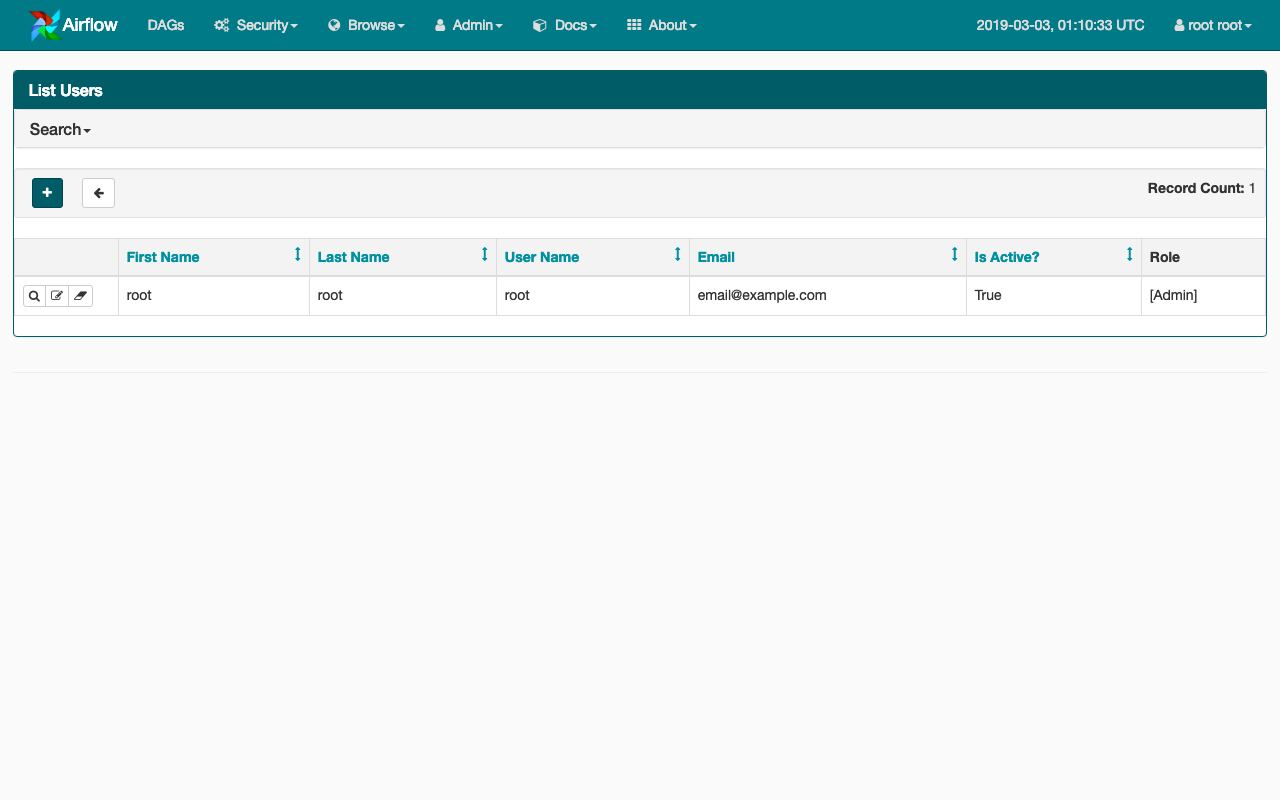 Airflow DAGs Security Browse Admin Docs About 2019-03-03, 01:10:33 UTC root root
List Users
Search
Record Count: 1
First Name Last Name User Name Email Is Active? Role
root root root email@example.com True [Admin]